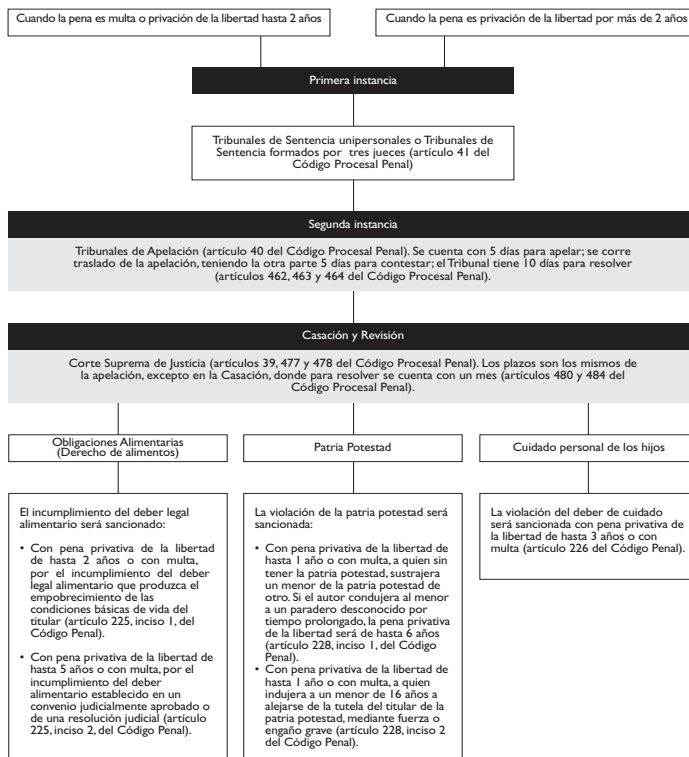 Cuando la pena es multa o privación de la libertad hasta 2 años
Cuando la pena es privación de la libertad por más de 2 años
Primera instancia
Tribunales de Sentencia unipersonales o Tribunales de
Sentencia formados por tres jueces (artículo 41 del
Código Procesal Penal)
Segunda instancia
Tribunales de Apelación (artículo 40 del Código Procesal Penal). Se cuenta con 5 días para apelar; se corre
traslado de la apelación, teniendo la otra parte 5 días para contestar; el Tribunal tiene 10 días para resolver
(artículos 462, 463 y 464 del Código Procesal Penal).
Casación y Revisión
Corte Suprema de Justicia (artículos 39, 477 y 478 del Código Procesal Penal). Los plazos son los mismos de
la apelación, excepto en la Casación, donde para resolver se cuenta con un mes (artículos 480 y 484 del
Código Procesal Penal).
Obligaciones Alimentarias
(Derecho de alimentos)
El incumplimiento del deber legal
alimentario será sancionado:
• Con pena privativa de la libertad
de hasta 2 años o con multa,
por el incumplimiento del deber
legal alimentario que produzca el
empobrecimiento de las
condiciones básicas de vida del
titular (artículo 225, inciso 1, del
Código Penal).
• Con pena privativa de la libertad de
hasta 5 años o con multa, por el
incumplimiento del deber
alimentario establecido en un
convenio judicialmente aprobado o
de una resolución judicial (artículo
225, inciso 2, del Código Penal).
Patria Potestad
La violación de la patria potestad será
sancionada:
• Con pena privativa de la libertad de
hasta 1 año o con multa, a quien sin
tener la patria potestad, sustrajera
un menor de la patria potestad de
otro. Si el autor condujera al menor
a un paradero desconocido por
tiempo prolongado, la pena privativa
de la libertad será de hasta 6 años
(artículo 228, inciso 1, del Código
Penal).
• Con pena privativa de la libertad de
hasta 1 año o con multa, a quien
indujera a un menor de 16 años a
alejarse de la tutela del titular de la
patria potestad, mediante fuerza o
engaño grave (artículo 228, inciso 2
del Código Penal).
Cuidado personal de los hijos
La violación del deber de cuidado
será sancionada con pena privativa de
la libertad de hasta 3 años o con
multa (artículo 226 del Código Penal).